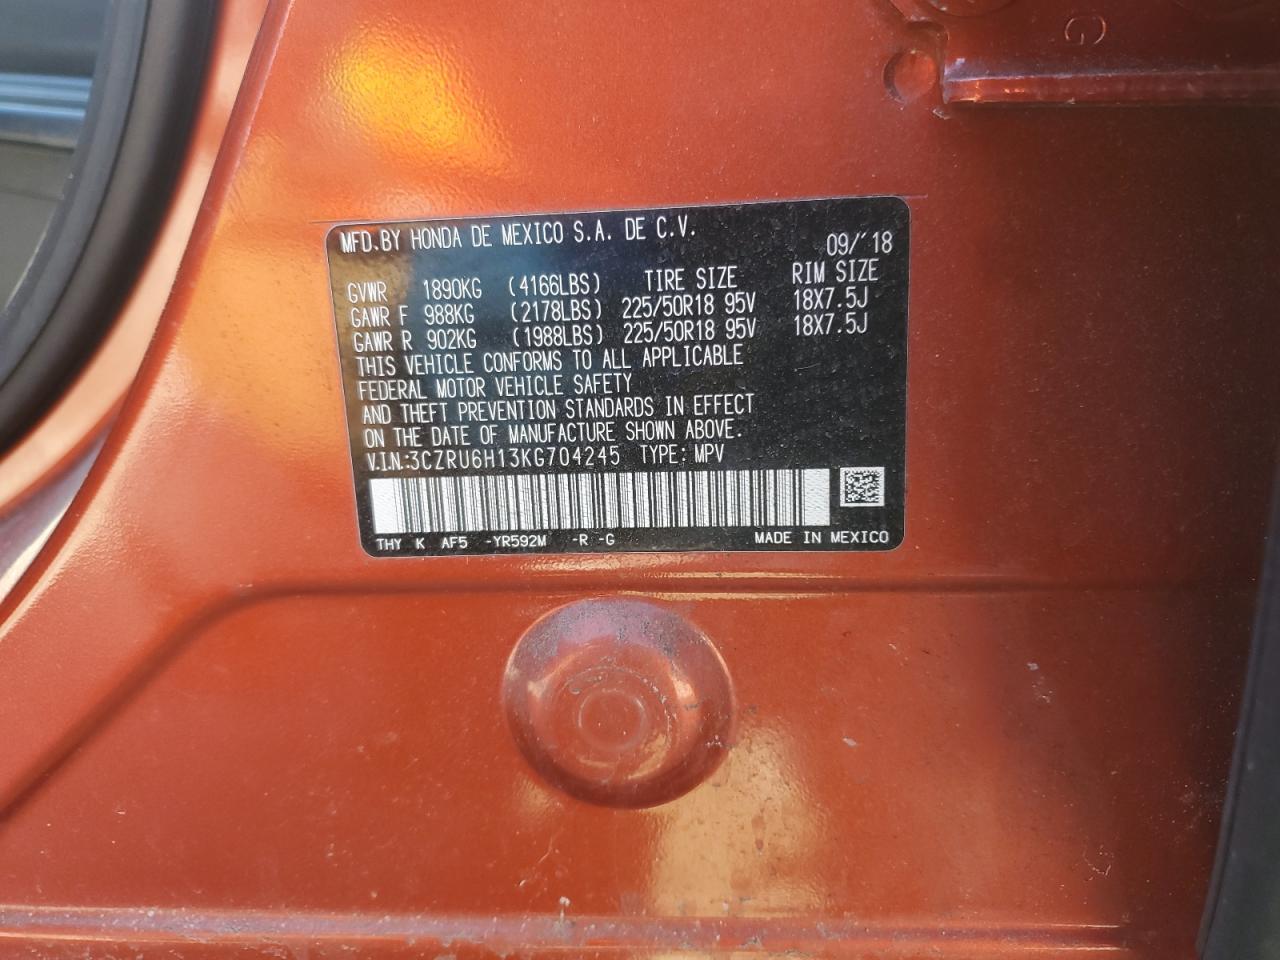 G
MFD.BY HONDA DE MEXICO S.A. DE C.V.
09/´18
GVWR 1890KG (4166LBS) TIRE SIZE RIM SIZE
GAWR F 988KG (2178LBS) 225/50R18 95V 18X7.5J
GAWR R 902KG (1988LBS) 225/50R18 95V 18X7.5J
THIS VEHICLE CONFORMS TO ALL APPLICABLE
FEDERAL MOTOR VEHICLE SAFETY
AND THEFT PREVENTION STANDARDS IN EFFECT
ON THE DATE OF MANUFACTURE SHOWN ABOVE.
V.I.N.:3CZRU6H13KG704245 TYPE: MPV
THY K AF5 -YR592M -R -G MADE IN MEXICO